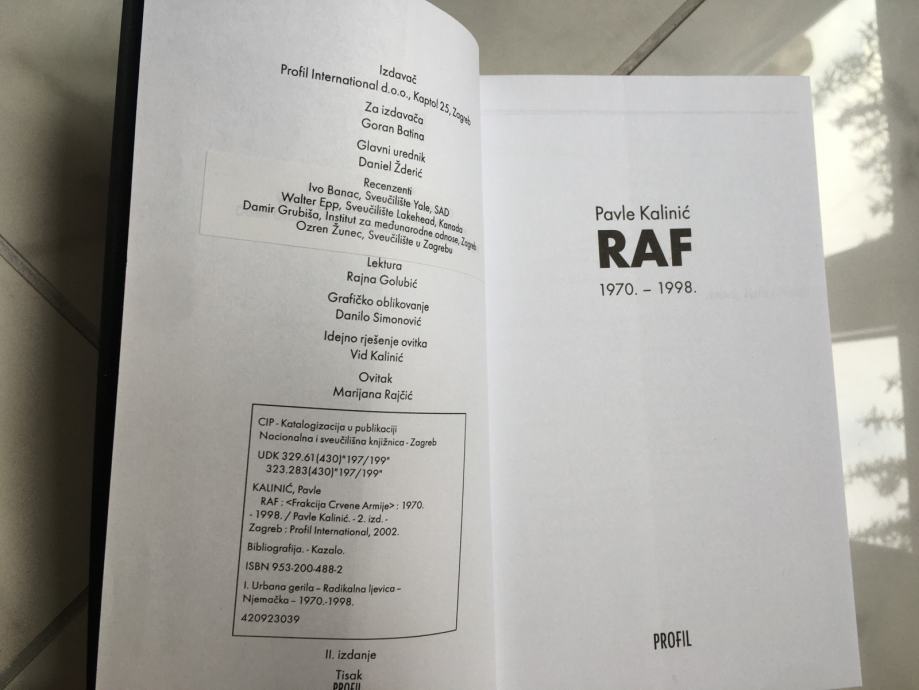 Izdavač
Profil International d.o.o., Kaptol 25, Zagreb
Za izdavača
Goran Batina
Glavni urednik
Daniel Žderić
Recenzenti
Ivo Banac, Sveučilište Yale, SAD
Walter Epp, Sveučilište Lakehead, Kanada
Damir Grubiša, Institut za međunarodne odnose, Zagreb
Ozren Žunec, Sveučilište u Zagrebu
Lektura
Rajna Golubić
Grafičko oblikovanje
Danilo Simonović
Idejno rješenje ovitka
Vid Kalinić
Ovitak
Marijana Rajčić
CIP - Katalogizacija u publikaciji
Nacionalna i sveučilišna knjižnica - Zagreb
UDK 329.61(430)"197/199"
323.283(430)"197/199"
KALINIĆ, Pavle
RAF : <Frakcija Crvene Armije> : 1970.
- 1998. / Pavle Kalinić. - 2. izd. -
Zagreb : Profil International, 2002.
Bibliografija. - Kazalo.
ISBN 953-200-488-2
I. Urbana gerila – Radikalna ljevica –
Njemačka – 1970.-1998.
420923039
II. izdanje
Tisak
PROFIL
Pavle Kalinić
RAF
1970. – 1998.
PROFIL